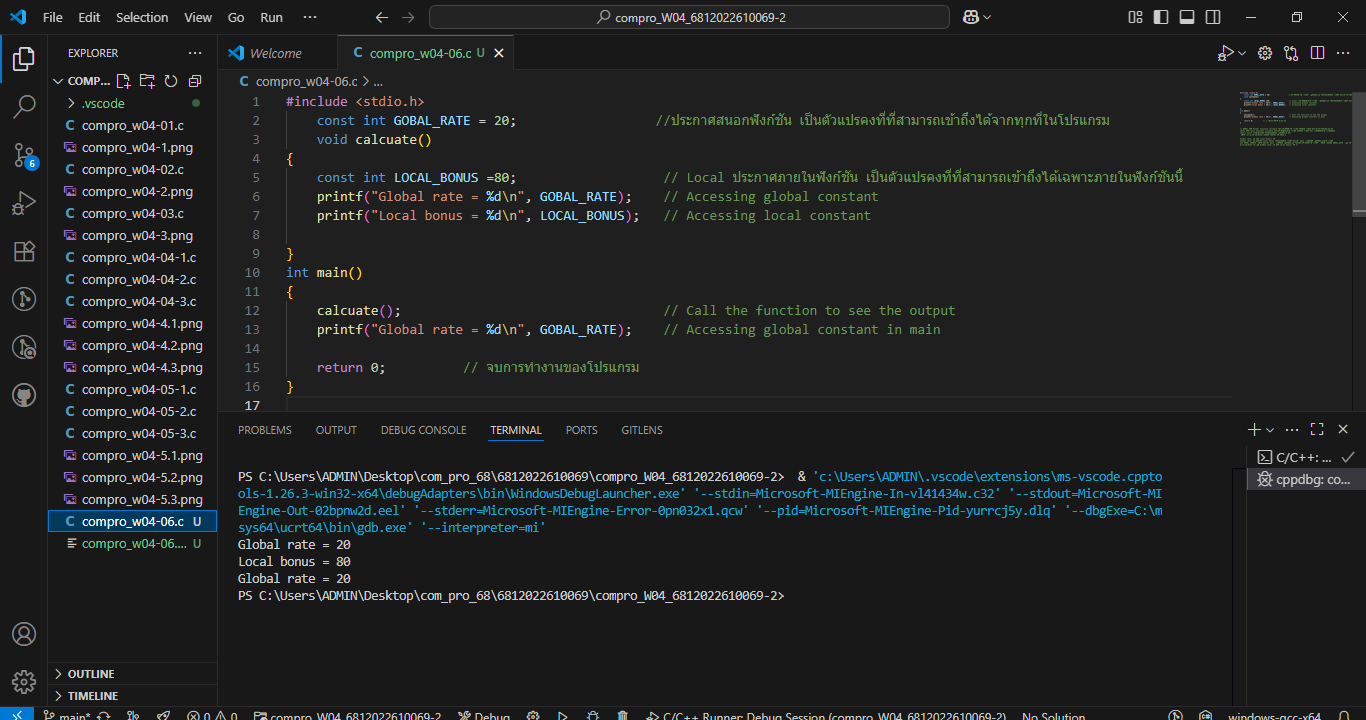 File Edit Selection View Go Run ··· compro_W04_6812022610069-2
EXPLORER ···
Welcome
C compro_w04-06.c U
COMP...
C compro_w04-06.c > ...
.vscode
C compro_w04-01.c
compro_w04-1.png
C compro_w04-02.c
compro_w04-2.png
C compro_w04-03.c
compro_w04-3.png
C compro_w04-04-1.c
C compro_w04-04-2.c
C compro_w04-04-3.c
compro_w04-4.1.png
compro_w04-4.2.png
compro_w04-4.3.png
C compro_w04-05-1.c
C compro_w04-05-2.c
C compro_w04-05-3.c
compro_w04-5.1.png
compro_w04-5.2.png
compro_w04-5.3.png
C compro_w04-06.c U
compro_w04-06.... U
OUTLINE
TIMELINE
6
1 #include <stdio.h>
2 const int GOBAL_RATE = 20; //ประกาศสนอกฟังก์ชัน เป็นตัวแปรคงที่ที่สามารถเข้าถึงได้จากทุกที่ในโปรแกรม
3 void calcuate()
4 {
5 const int LOCAL_BONUS =80; // Local ประกาศภายในฟังก์ชัน เป็นตัวแปรคงที่ที่สามารถเข้าถึงได้เฉพาะภายในฟังก์ชันนี้
6 printf("Global rate = %d\n", GOBAL_RATE); // Accessing global constant
7 printf("Local bonus = %d\n", LOCAL_BONUS); // Accessing local constant
8
9 }
10 int main()
11 {
12 calcuate(); // Call the function to see the output
13 printf("Global rate = %d\n", GOBAL_RATE); // Accessing global constant in main
14
15 return 0; // จบการทำงานของโปรแกรม
16 }
17
PROBLEMS OUTPUT DEBUG CONSOLE TERMINAL PORTS GITLENS
C/C++: ...
cppdbg: co...
PS C:\Users\ADMIN\Desktop\com_pro_68\6812022610069\compro_W04_6812022610069-2> & 'c:\Users\ADMIN\.vscode\extensions\ms-vscode.cppto
ols-1.26.3-win32-x64\debugAdapters\bin\WindowsDebugLauncher.exe' '--stdin=Microsoft-MIEngine-In-vl41434w.c32' '--stdout=Microsoft-MI
Engine-Out-02bpnw2d.eel' '--stderr=Microsoft-MIEngine-Error-0pn032x1.qcw' '--pid=Microsoft-MIEngine-Pid-yurrcj5y.dlq' '--dbgExe=C:\m
sys64\ucrt64\bin\gdb.exe' '--interpreter=mi'
Global rate = 20
Local bonus = 80
Global rate = 20
PS C:\Users\ADMIN\Desktop\com_pro_68\6812022610069\compro_W04_6812022610069-2>
main* 0 0 compro_W04_6812022610069-2 Debug C/C++ Runner: Debug Session (compro_W04_6812022610069-2) No Solution windows-gcc-x64